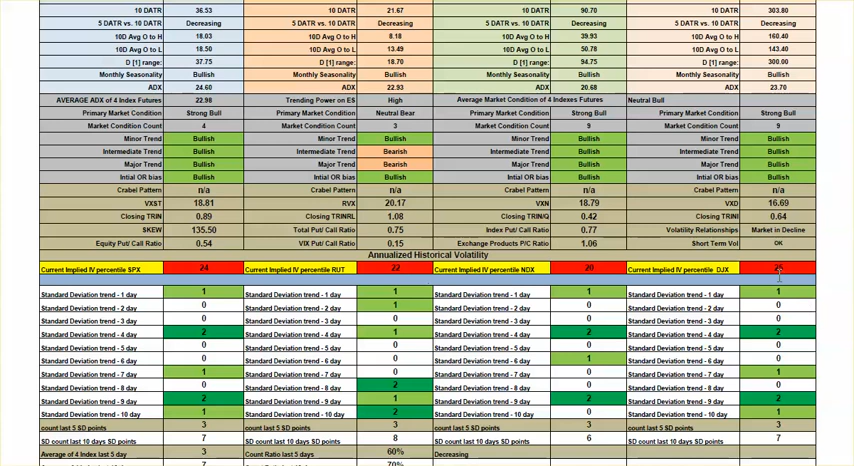 10 DATR 36.53 10 DATR 21.67 10 DATR 90.70 10 DATR 303.80
5 DATR vs. 10 DATR Decreasing 5 DATR vs. 10 DATR Decreasing 5 DATR vs. 10 DATR Decreasing 5 DATR vs. 10 DATR Decreasing
10D Avg O to H 18.03 10D Avg O to H 8.18 10D Avg O to H 39.93 10D Avg O to H 160.40
10D Avg O to L 18.50 10D Avg O to L 13.49 10D Avg O to L 50.78 10D Avg O to L 143.40
D [1] range: 37.75 D [1] range: 18.70 D [1] range: 94.75 D [1] range: 300.00
Monthly Seasonality Bullish Monthly Seasonality Bullish Monthly Seasonality Bullish Monthly Seasonality Bullish
ADX 24.60 ADX 22.93 ADX 20.68 ADX 23.70
AVERAGE ADX of 4 Index Futures 22.98 Trending Power on ES High Average Market Condition of 4 Indexes Futures Neutral Bull
Primary Market Condition Strong Bull Primary Market Condition Neutral Bear Primary Market Condition Strong Bull Primary Market Condition Strong Bull
Market Condition Count 4 Market Condition Count 3 Market Condition Count 9 Market Condition Count 9
Minor Trend Bullish Minor Trend Bullish Minor Trend Bullish Minor Trend Bullish
Intermediate Trend Bullish Intermediate Trend Bearish Intermediate Trend Bullish Intermediate Trend Bullish
Major Trend Bullish Major Trend Bearish Major Trend Bullish Major Trend Bullish
Intial OR bias Bullish Intial OR bias Bullish Intial OR bias Bullish Intial OR bias Bullish
Crabel Pattern n/a Crabel Pattern n/a Crabel Pattern n/a Crabel Pattern n/a
VXST 18.81 RVX 20.17 VXN 18.79 VXD 16.69
Closing TRIN 0.89 Closing TRINRL 1.08 Closing TRIN/Q 0.42 Closing TRINI 0.64
SKEW 135.50 Total Put/ Call Ratio 0.75 Index Put/ Call Ratio 0.77 Volatility Relationships Market in Decline
Equity Put/ Call Ratio 0.54 VIX Put/ Call Ratio 0.15 Exchange Products P/C Ratio 1.06 Short Term Vol OK
Annualized Historical Volatility
Current Implied IV percentile SPX 24 Current Implied IV percentile RUT 22 Current Implied IV percentile NDX 20 Current Implied IV percentile DJX
Standard Deviation trend - 1 day 1 Standard Deviation trend - 1 day 1 Standard Deviation trend - 1 day 1 Standard Deviation trend - 1 day 1
Standard Deviation trend - 2 day 0 Standard Deviation trend - 2 day 1 Standard Deviation trend - 2 day 0 Standard Deviation trend - 2 day 0
Standard Deviation trend - 3 day 0 Standard Deviation trend - 3 day 0 Standard Deviation trend - 3 day 0 Standard Deviation trend - 3 day 0
Standard Deviation trend - 4 day 2 Standard Deviation trend - 4 day 1 Standard Deviation trend - 4 day 2 Standard Deviation trend - 4 day 2
Standard Deviation trend - 5 day 0 Standard Deviation trend - 5 day 0 Standard Deviation trend - 5 day 0 Standard Deviation trend - 5 day 0
Standard Deviation trend - 6 day 0 Standard Deviation trend - 6 day 0 Standard Deviation trend - 6 day 1 Standard Deviation trend - 6 day 0
Standard Deviation trend - 7 day 1 Standard Deviation trend - 7 day 0 Standard Deviation trend - 7 day 0 Standard Deviation trend - 7 day 1
Standard Deviation trend - 8 day 0 Standard Deviation trend - 8 day 2 Standard Deviation trend - 8 day 0 Standard Deviation trend - 8 day 0
Standard Deviation trend - 9 day 2 Standard Deviation trend - 9 day 1 Standard Deviation trend - 9 day 2 Standard Deviation trend - 9 day 2
Standard Deviation trend - 10 day 1 Standard Deviation trend - 10 day 2 Standard Deviation trend - 10 day 0 Standard Deviation trend - 10 day 1
count last 5 SD points 3 count last 5 SD points 3 count last 5 SD points 3 count last 5 SD points 3
SD count last 10 days SD points 7 SD count last 10 days SD points 8 SD count last 10 days SD points 6 SD count last 10 days SD points 7
Average of 4 Index last 5 day 3 Count Ratio last 5 days 60% Decreasing